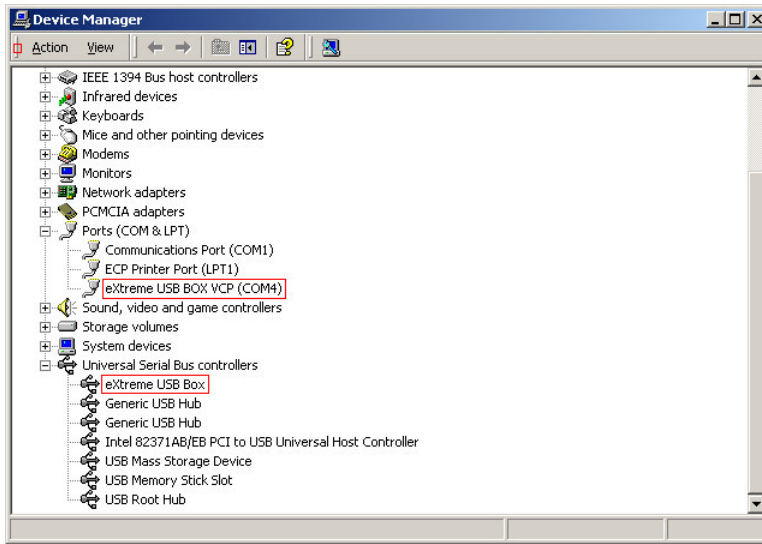 Device Manager
Action View
IEEE 1394 Bus host controllers
Infrared devices
Keyboards
Mice and other pointing devices
Modems
Monitors
Network adapters
PCMCIA adapters
Ports (COM & LPT)
Communications Port (COM1)
ECP Printer Port (LPT1)
eXtreme USB BOX VCP (COM4)
Sound, video and game controllers
Storage volumes
System devices
Universal Serial Bus controllers
eXtreme USB Box
Generic USB Hub
Generic USB Hub
Intel 82371AB/EB PCI to USB Universal Host Controller
USB Mass Storage Device
USB Memory Stick Slot
USB Root Hub